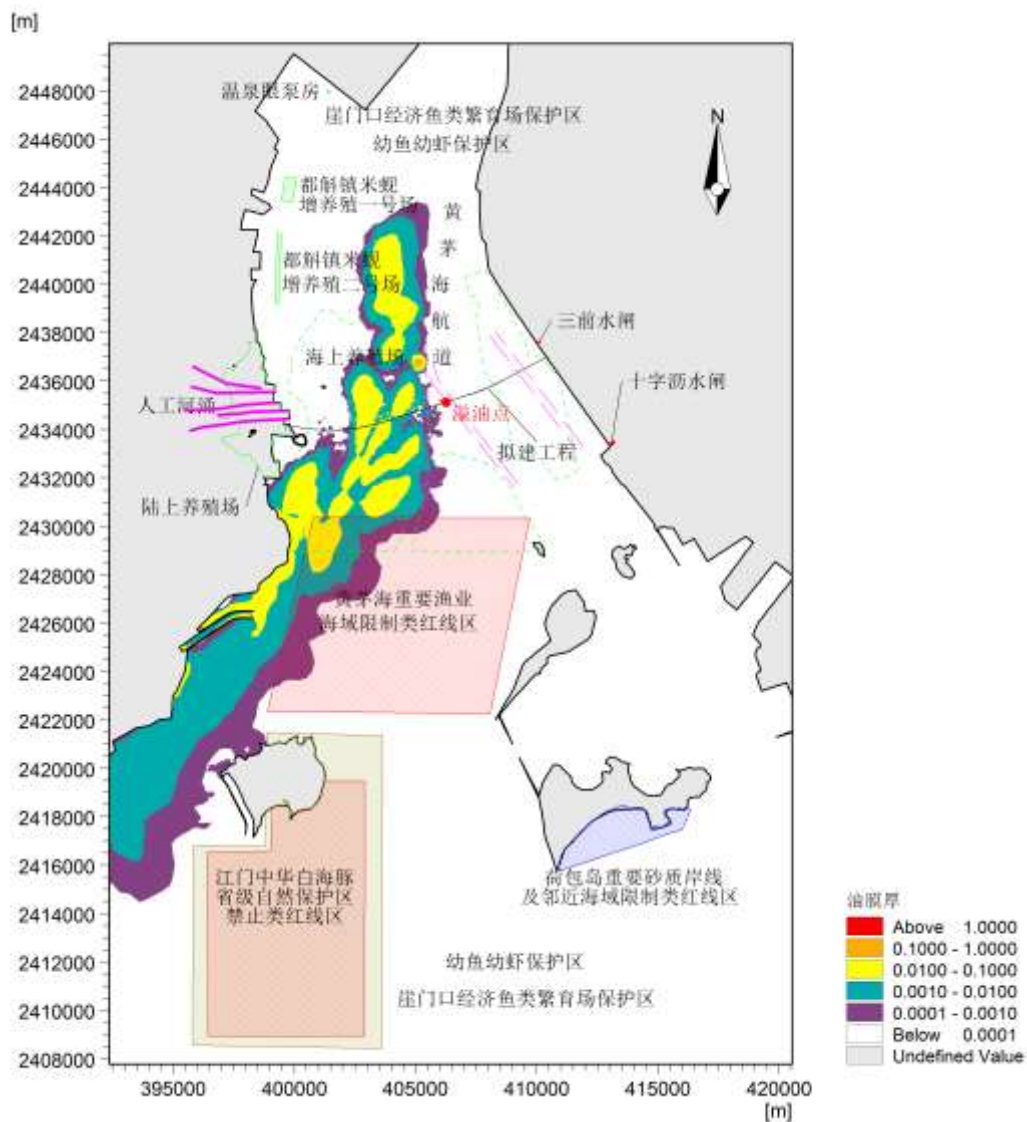 [m]
2448000
2446000
2444000
2442000
2440000
2438000
2436000
2434000
2432000
2430000
2428000
2426000
2424000
2422000
2420000
2418000
2416000
2414000
2412000
2410000
2408000
温泉眼泵房
崖门口经济鱼类繁育场保护区
幼鱼幼虾保护区
N
都斛镇米蚬
增养殖一号场
黄茅海航道
都斛镇米蚬
增养殖二号场
三前水闸
海上养殖场
十字沥水闸
人工河涌
溢油点
拟建工程
陆上养殖场
黄茅海重要渔业
海域限制类红线区
江门中华白海豚
省级自然保护区
禁止类红线区
荷包岛重要砂质岸线
及邻近海域限制类红线区
幼鱼幼虾保护区
崖门口经济鱼类繁育场保护区
395000 400000 405000 410000 415000 420000
[m]
油膜厚
Above 1.0000
0.1000 - 1.0000
0.0100 - 0.1000
0.0010 - 0.0100
0.0001 - 0.0010
Below 0.0001
Undefined Value